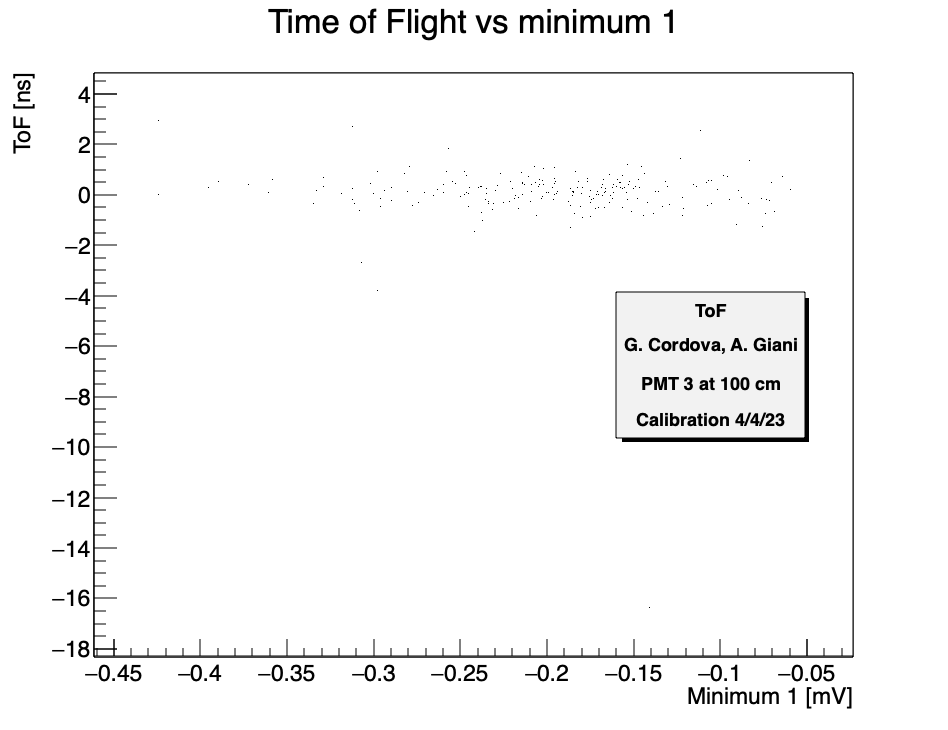 Time of Flight vs minimum 1
ToF [ns]
4
2
0
−2
−4
−6
−8
−10
−12
−14
−16
−18
ToF
G. Cordova, A. Giani
PMT 3 at 100 cm
Calibration 4/4/23
−0.45 −0.4 −0.35 −0.3 −0.25 −0.2 −0.15 −0.1 −0.05
Minimum 1 [mV]